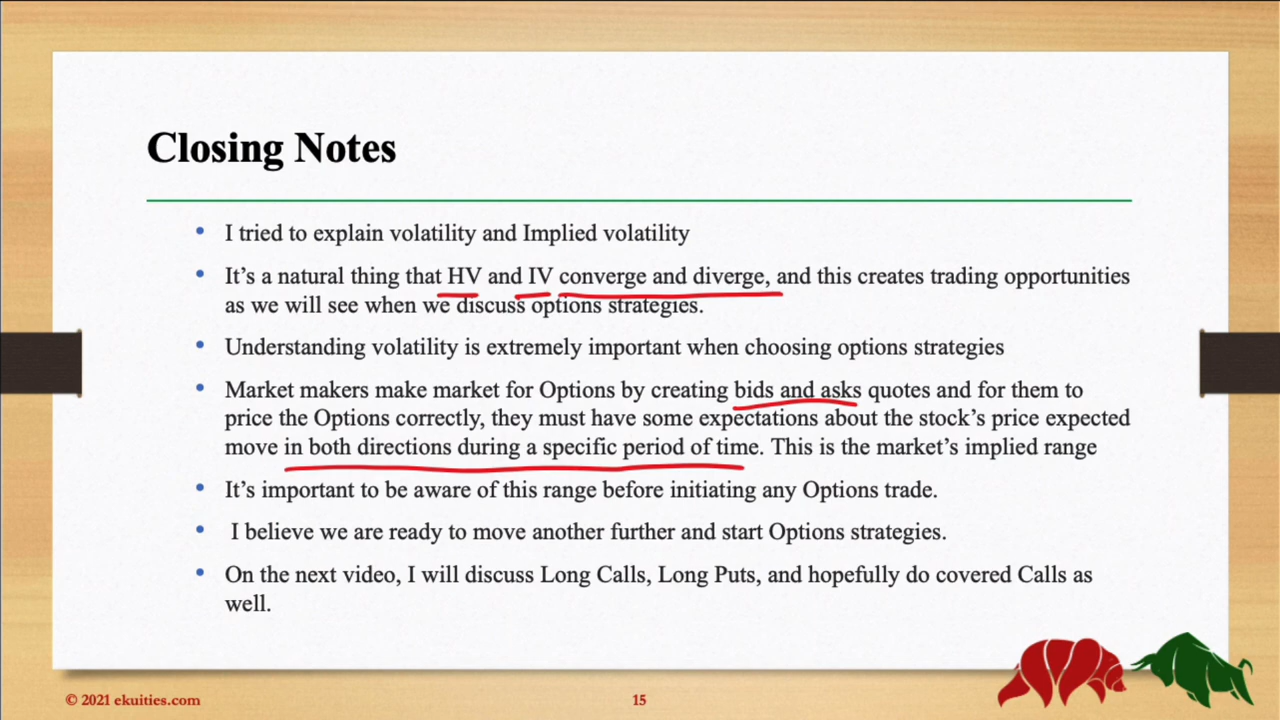 Closing Notes
• I tried to explain volatility and Implied volatility
• It’s a natural thing that HV and IV converge and diverge, and this creates trading opportunities
as we will see when we discuss options strategies.
• Understanding volatility is extremely important when choosing options strategies
• Market makers make market for Options by creating bids and asks quotes and for them to
price the Options correctly, they must have some expectations about the stock’s price expected
move in both directions during a specific period of time. This is the market’s implied range
• It’s important to be aware of this range before initiating any Options trade.
• I believe we are ready to move another further and start Options strategies.
• On the next video, I will discuss Long Calls, Long Puts, and hopefully do covered Calls as
well.
© 2021 ekuities.com
15